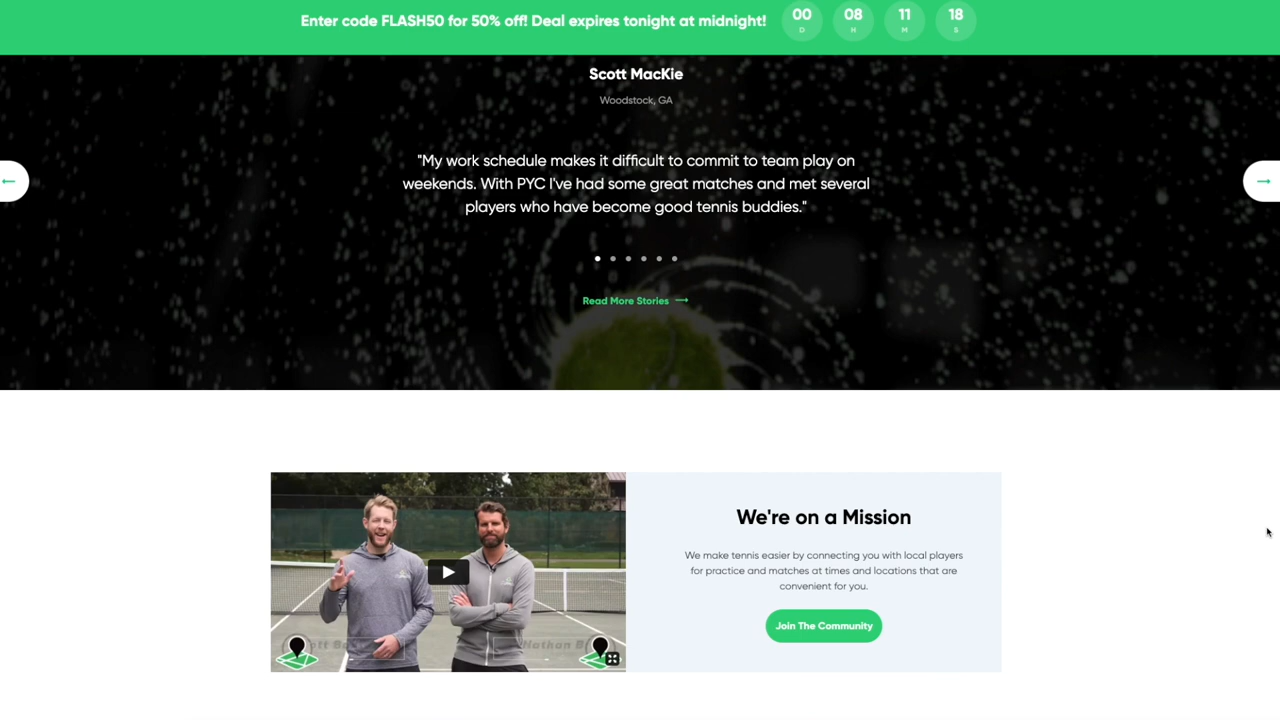 Enter code FLASH50 for 50% off! Deal expires tonight at midnight!
00 08 11 18
D H M S
Scott MacKie
Woodstock, GA
"My work schedule makes it difficult to commit to team play on
weekends. With PYC I've had some great matches and met several
players who have become good tennis buddies."
Read More Stories
We're on a Mission
We make tennis easier by connecting you with local players
for practice and matches at times and locations that are
convenient for you.
Join The Community
Nathan